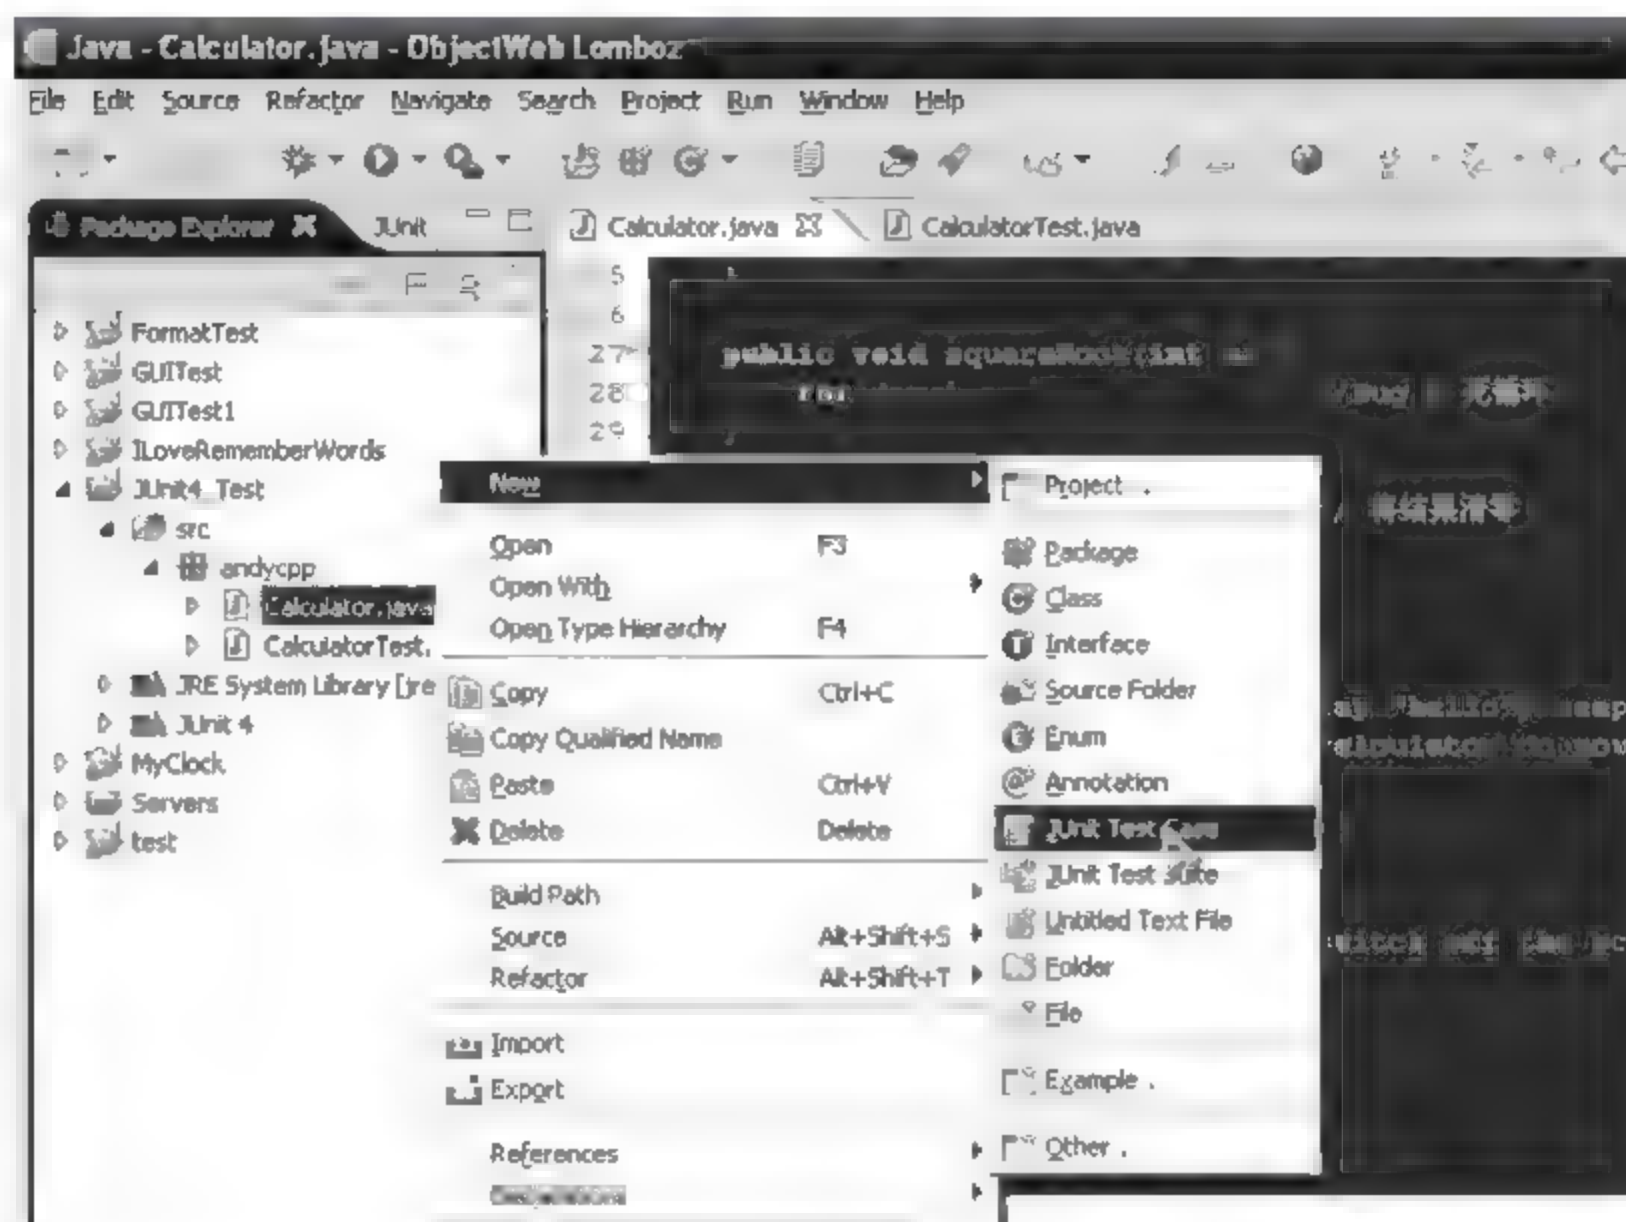 Java - Calculator.java - ObjectWeb Lomboz
File Edit Source Refactor Navigate Search Project Run Window Help
Package Explorer JUnit
Calculator.java CalculatorTest.java
5
6
27 public void squareRoot(int
28
29
FormatTest
GUITest
GUITest1
ILoveRememberWords
JUnit4_Test
src
andycpp
Calculator.java
CalculatorTest.
JRE System Library [jre
JUnit 4
MyClock
Servers
test
New
Open F3
Open With
Open Type Hierarchy F4
Copy Ctrl+C
Copy Qualified Name
Paste Ctrl+V
Delete Delete
Build Path
Source Alt+Shift+S
Refactor Alt+Shift+T
Import
Export
References
Project .
Package
Class
Interface
Source Folder
Enum
Annotation
JUnit Test Case
JUnit Test Suite
Untitled Text File
Folder
File
Example .
Other .